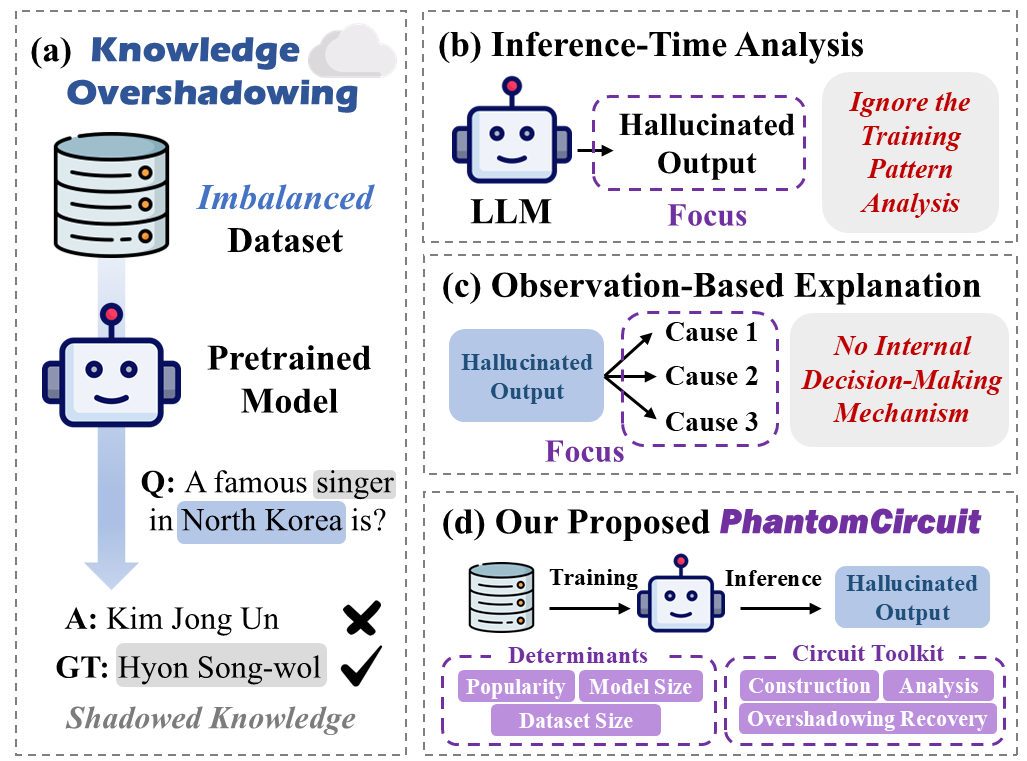 (a) Knowledge
Overshadowing
Imbalanced
Dataset
Pretrained
Model
Q: A famous singer
in North Korea is?
A: Kim Jong Un
GT: Hyon Song-wol
Shadowed Knowledge
(b) Inference-Time Analysis
LLM
Hallucinated
Output
Focus
Ignore the
Training
Pattern
Analysis
(c) Observation-Based Explanation
Hallucinated
Output
Cause 1
Cause 2
Cause 3
Focus
No Internal
Decision-Making
Mechanism
(d) Our Proposed PhantomCircuit
Training
Inference
Hallucinated
Output
Determinants
Popularity
Model Size
Dataset Size
Circuit Toolkit
Construction
Analysis
Overshadowing Recovery